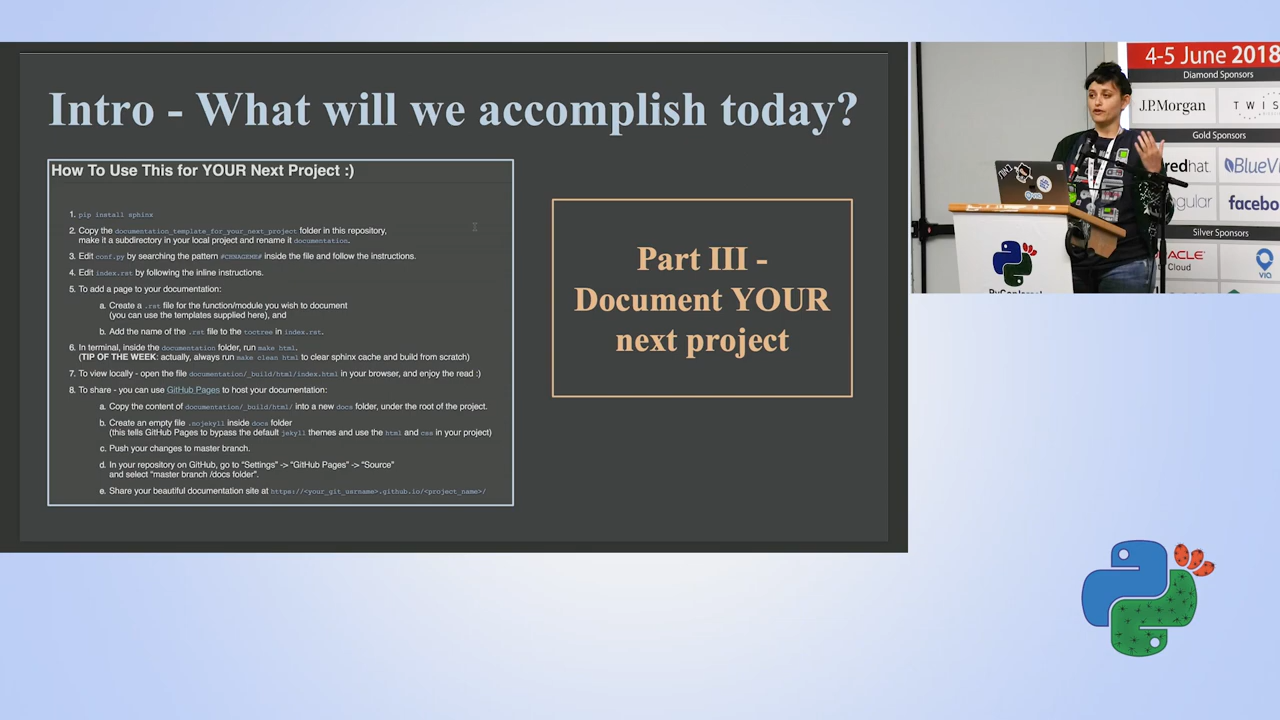 Intro - What will we accomplish today?
How To Use This for YOUR Next Project :)
1. pip install sphinx
2. Copy the documentation_template_for_your_next_project folder in this repository,
make it a subdirectory in your local project and rename it documentation.
3. Edit conf.py by searching the pattern #CHNAGEME# inside the file and follow the instructions.
4. Edit index.rst by following the inline instructions.
5. To add a page to your documentation:
a. Create a .rst file for the function/module you wish to document
(you can use the templates supplied here), and
b. Add the name of the .rst file to the toctree in index.rst.
6. In terminal, inside the documentation folder, run make html.
(TIP OF THE WEEK: actually, always run make clean html to clear sphinx cache and build from scratch)
7. To view locally - open the file documentation/_build/html/index.html in your browser, and enjoy the read :)
8. To share - you can use GitHub Pages to host your documentation:
a. Copy the content of documentation/_build/html/ into a new docs folder, under the root of the project.
b. Create an empty file .nojekyll inside docs folder
(this tells GitHub Pages to bypass the default jekyll themes and use the html and css in your project)
c. Push your changes to master branch.
d. In your repository on GitHub, go to "Settings" -> "GitHub Pages" -> "Source"
and select "master branch /docs folder".
e. Share your beautiful documentation site at https://<your_git_usrname>.github.io/<project_name>/
Part III -
Document YOUR
next project
4-5 June 2018
Diamond Sponsors
J.P.Morgan TWIS
Gold Sponsors
redhat BlueV
gular facebo
Silver Sponsors
ACLE
Cloud
VIA